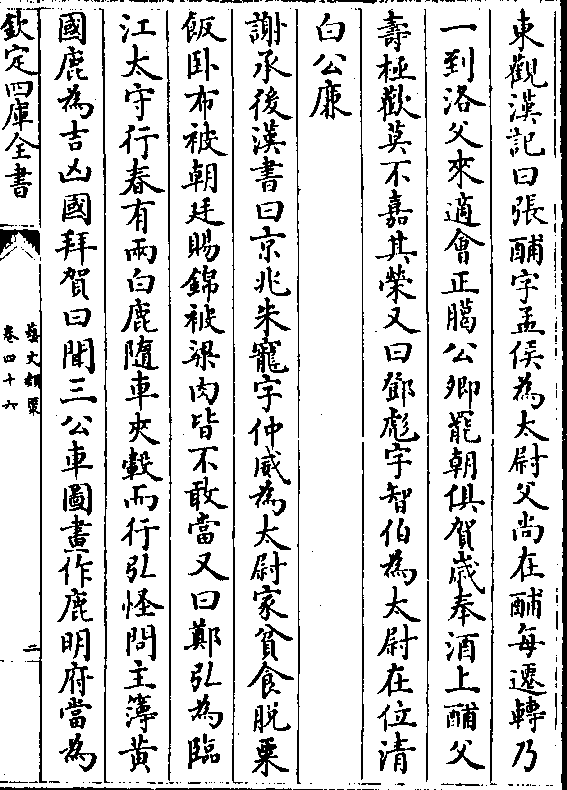 東觀漢記曰張酺字孟侯為太尉父尚在酺每遷轉乃
一到洛父來適會正臈公卿罷朝俱賀歲奉酒上酺父
壽極歡莫不嘉其榮又曰鄧彪字智伯為太尉在位清
白公廉
謝承後漢書曰京兆朱寵字仲威為太尉家貧食脫粟
飯卧布被朝廷賜錦被梁肉皆不敢當又曰鄭弘為臨
江太守行春有兩白鹿隨車夾轂而行弘怪問主簿黃
國鹿為吉凶國拜賀曰聞三公車圖畫作鹿明府當為
欽定四庫全書
藝文類聚
卷四十六
二